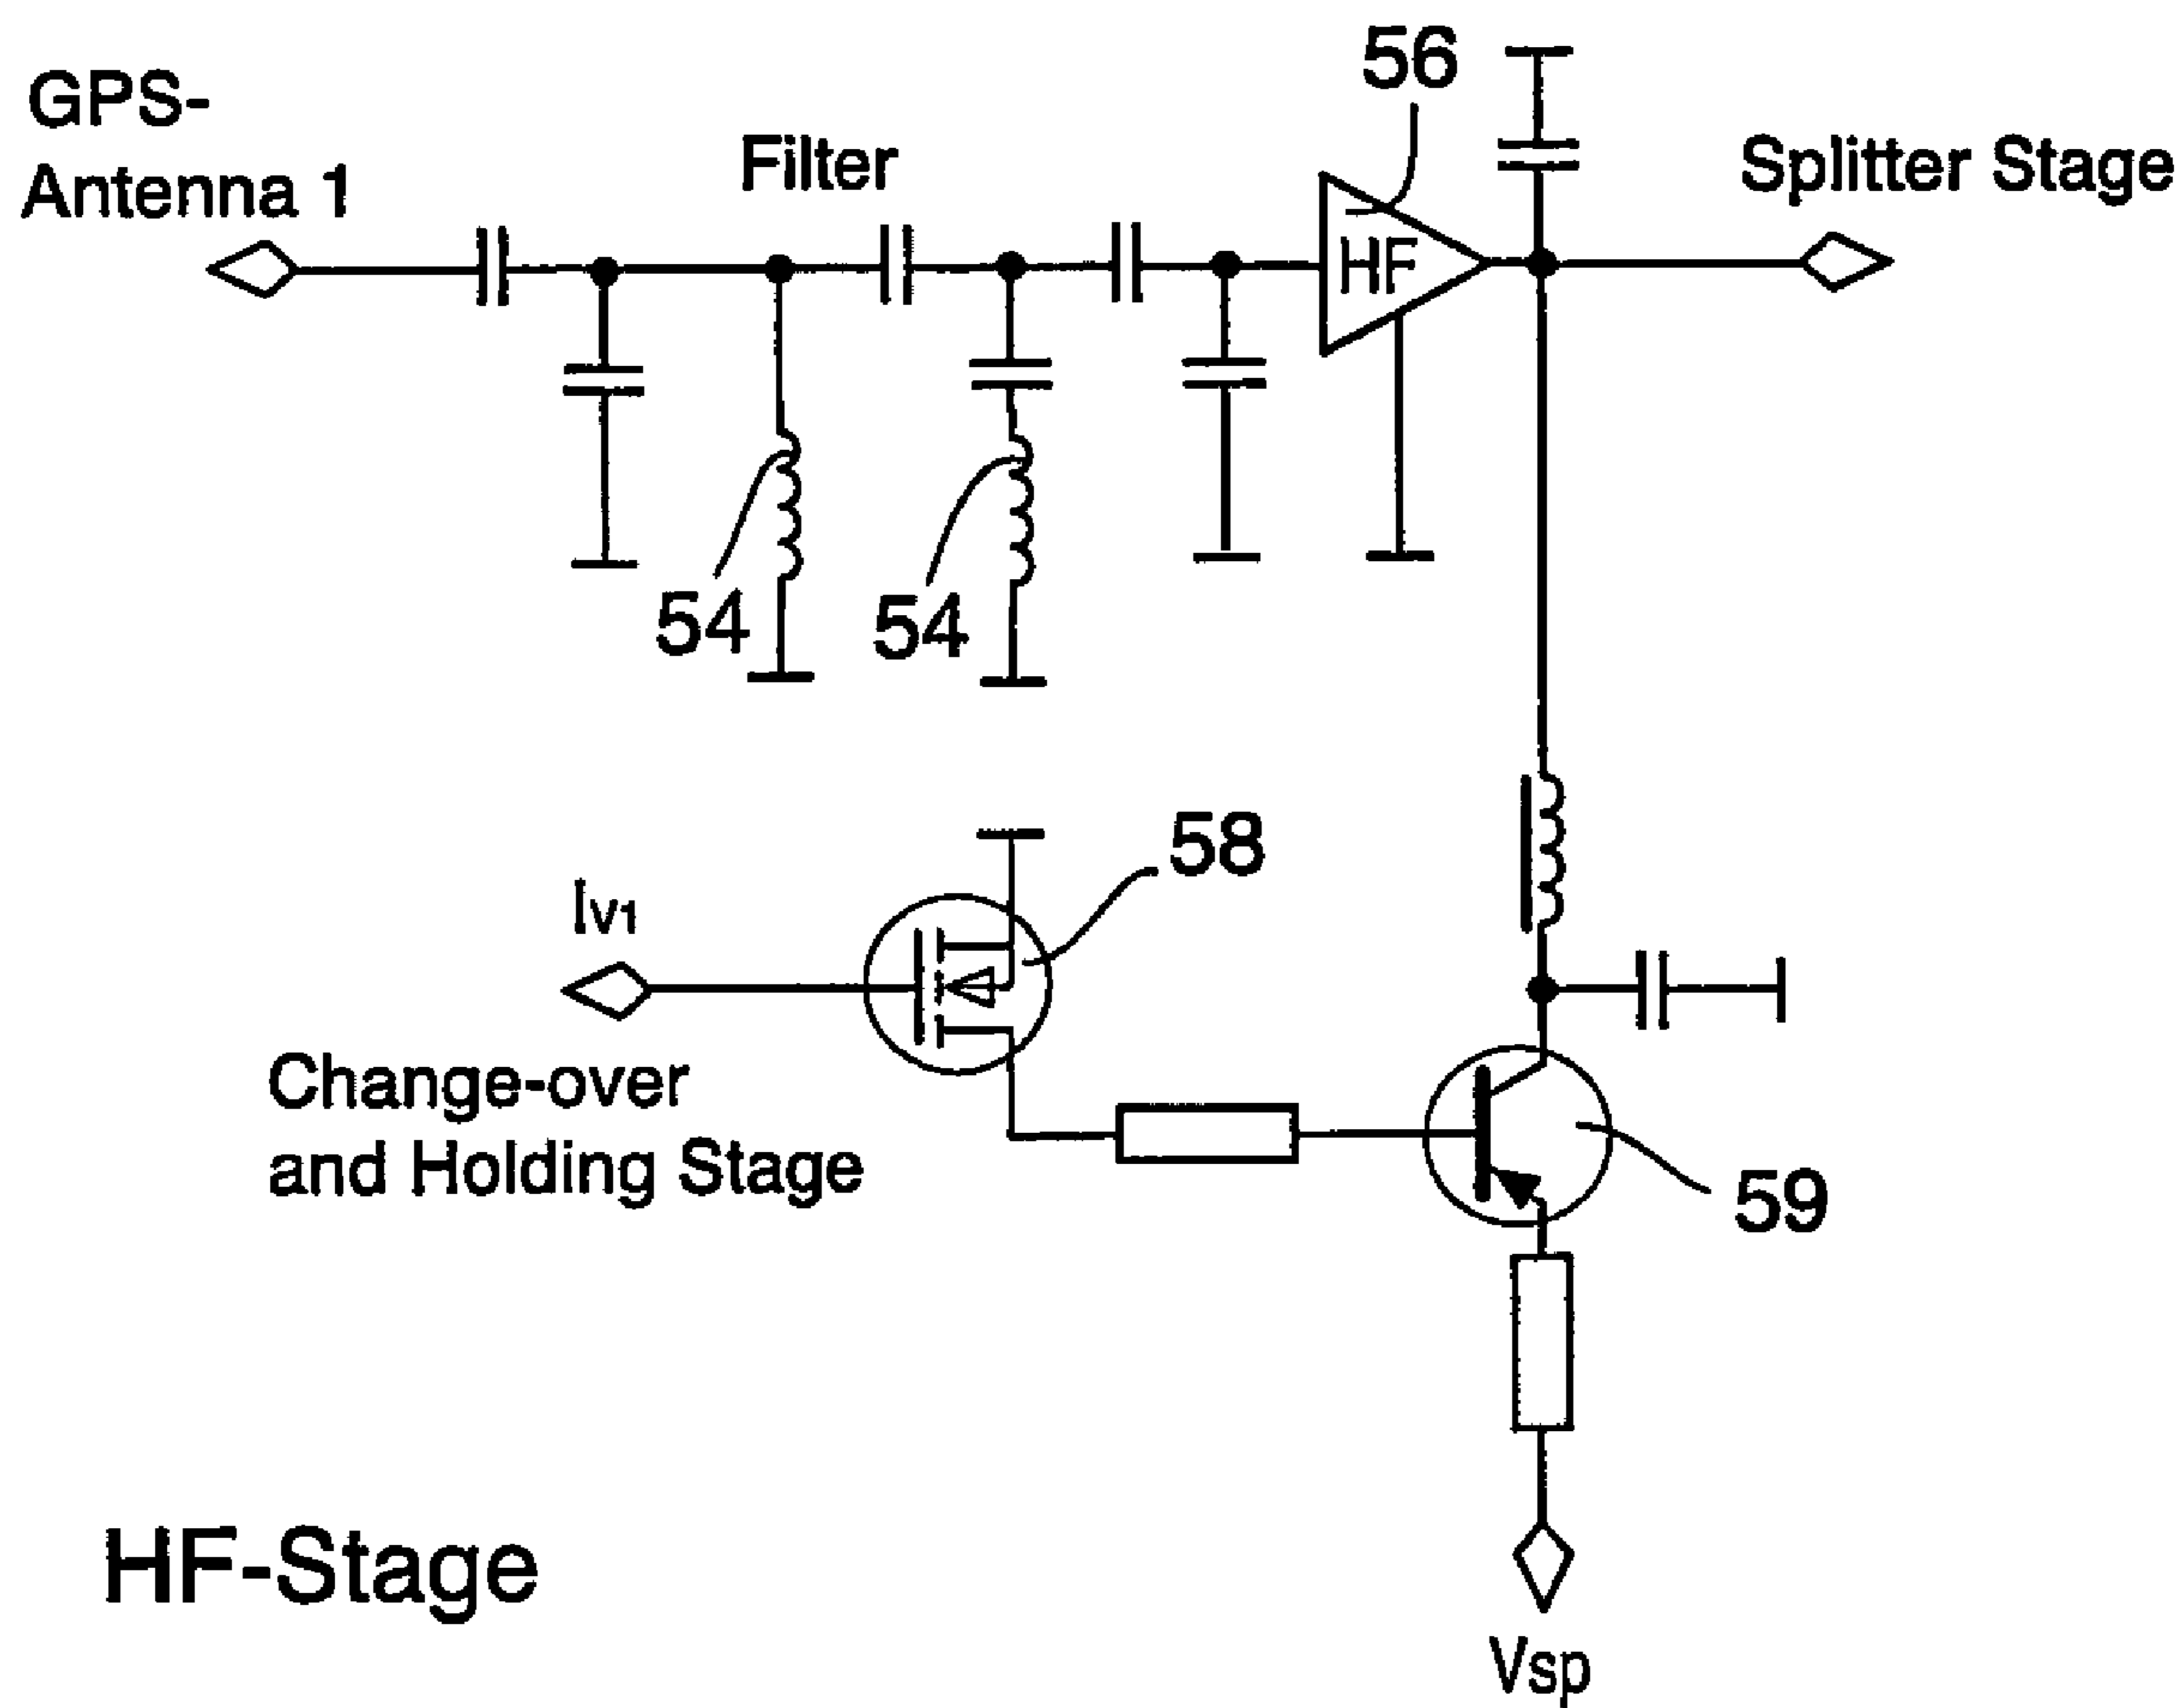 GPS-
Antenna 1
Filter
56
Splitter Stage
HF
54
54
58
Iv1
Change-over
and Holding Stage
59
HF-Stage
Vsp